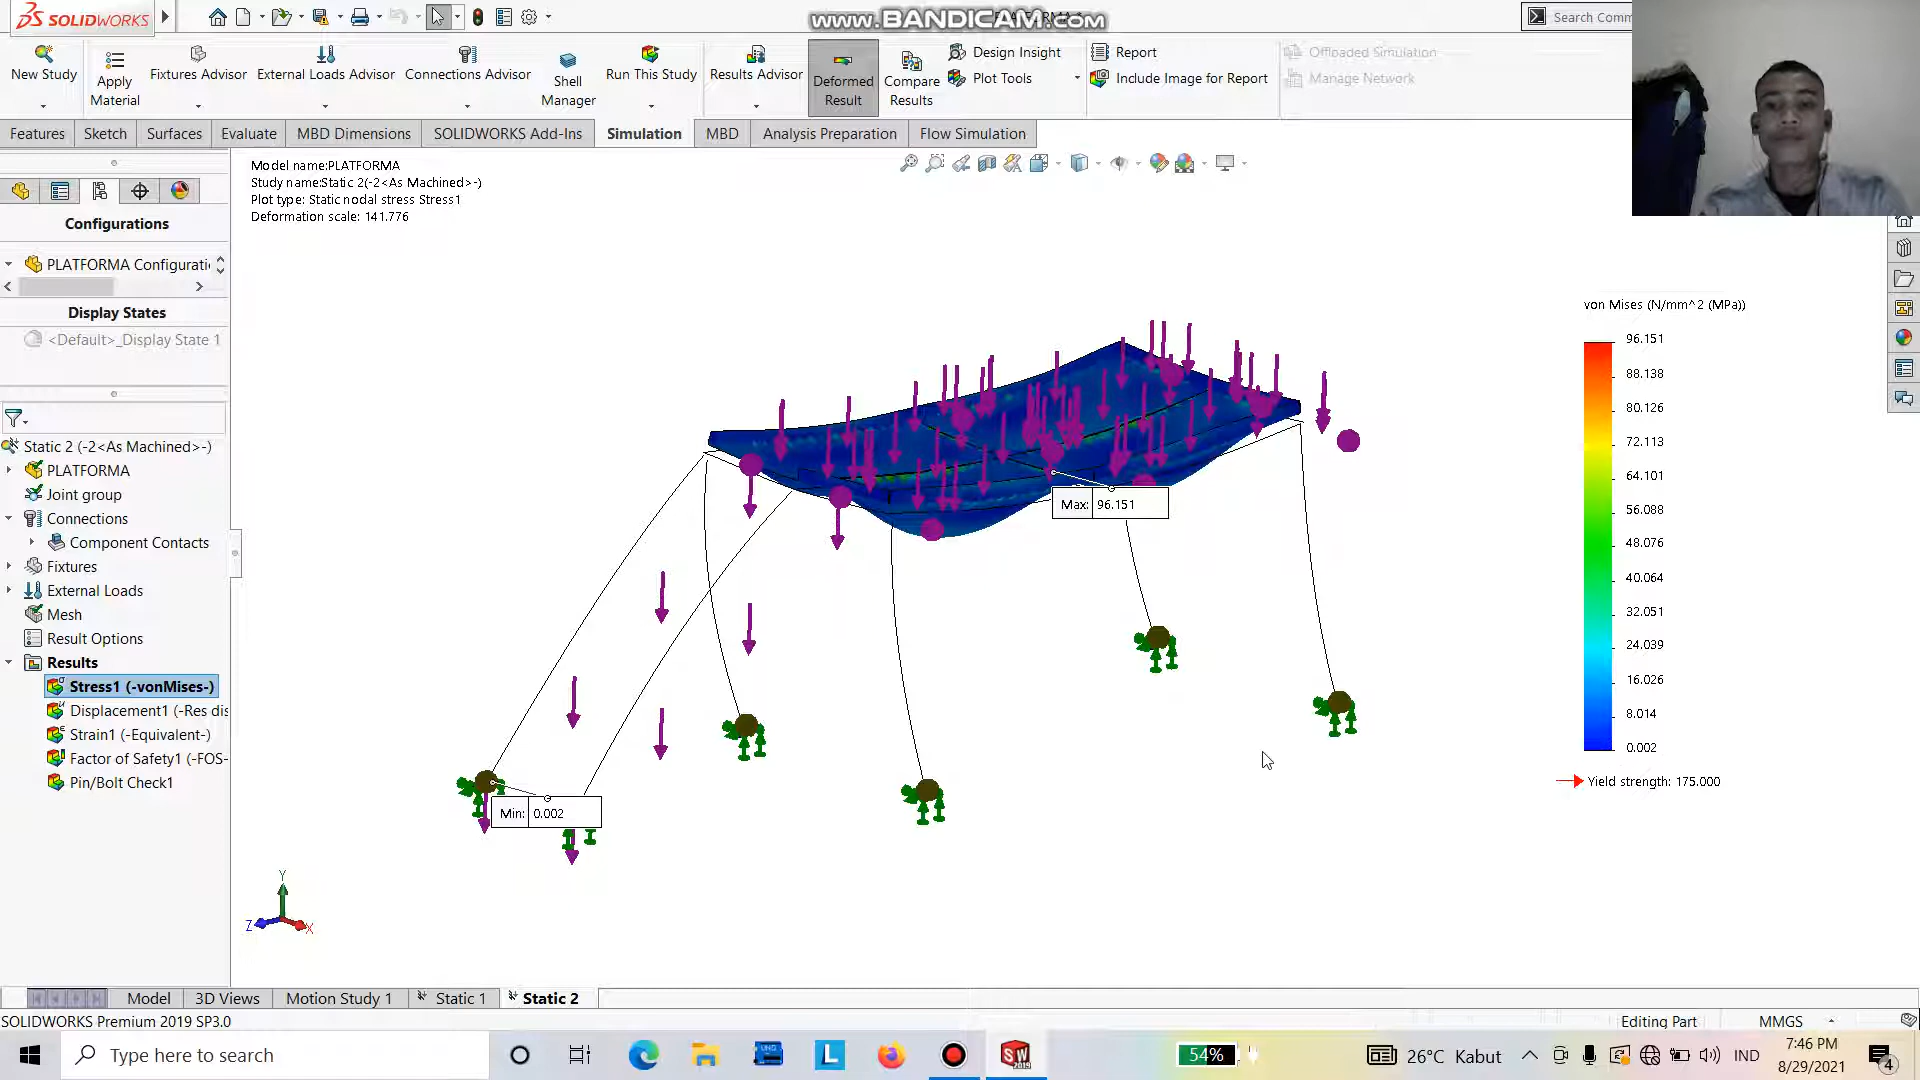 SOLIDWORKS
www.BANDICAM.com
Search Comm
New Study
Apply Material
Fixtures Advisor
External Loads Advisor
Connections Advisor
Shell Manager
Run This Study
Results Advisor
Deformed Result
Compare Results
Design Insight
Plot Tools
Report
Include Image for Report
Offloaded Simulation
Manage Network
Features
Sketch
Surfaces
Evaluate
MBD Dimensions
SOLIDWORKS Add-Ins
Simulation
MBD
Analysis Preparation
Flow Simulation
Configurations
PLATFORMA Configurati
Display States
<Default>_Display State 1
Static 2 (-2<As Machined>-)
PLATFORMA
Joint group
Connections
Component Contacts
Fixtures
External Loads
Mesh
Result Options
Results
Stress1 (-vonMises-)
Displacement1 (-Res dis
Strain1 (-Equivalent-)
Factor of Safety1 (-FOS-
Pin/Bolt Check1
Model name:PLATFORMA
Study name:Static 2(-2<As Machined>-)
Plot type: Static nodal stress Stress1
Deformation scale: 141.776
Max: 96.151
Min: 0.002
Y
Z
X
von Mises (N/mm^2 (MPa))
96.151
88.138
80.126
72.113
64.101
56.088
48.076
40.064
32.051
24.039
16.026
8.014
0.002
Yield strength: 175.000
Model
3D Views
Motion Study 1
Static 1
Static 2
SOLIDWORKS Premium 2019 SP3.0
Editing Part
MMGS
Type here to search
L
SW
2019
54%
26°C Kabut
IND
7:46 PM
8/29/2021
4